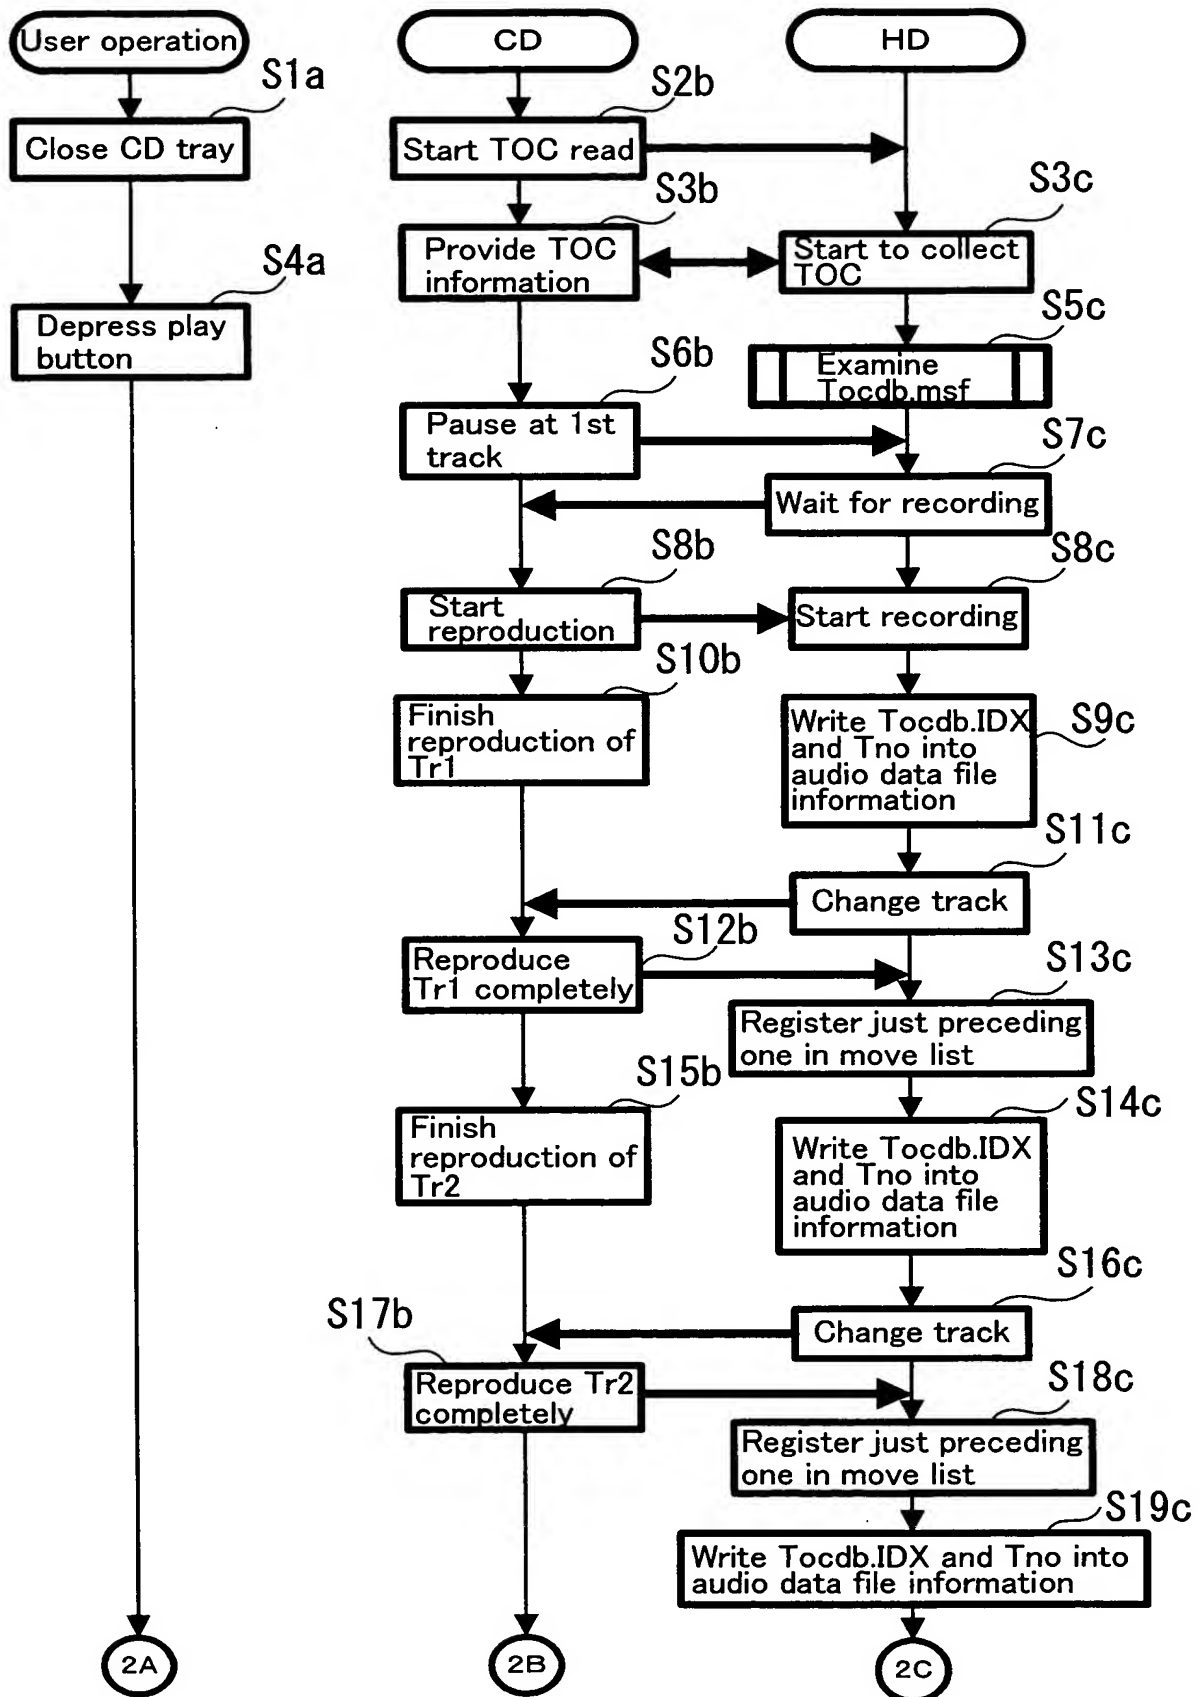 User operation
CD
HD
S1a
S2b
Close CD tray
Start TOC read
S3b
S3c
Provide TOC
information
Start to collect
TOC
S4a
Depress play
button
S5c
Examine
Tocdb.msf
S6b
Pause at 1st
track
S7c
Wait for recording
S8b
S8c
Start
reproduction
Start recording
S10b
Finish
reproduction of
Tr1
S9c
Write Tocdb.IDX
and Tno into
audio data file
information
S11c
Change track
S12b
Reproduce
Tr1 completely
S13c
Register just preceding
one in move list
S15b
Finish
reproduction of
Tr2
S14c
Write Tocdb.IDX
and Tno into
audio data file
information
S16c
Change track
S17b
Reproduce Tr2
completely
S18c
Register just preceding
one in move list
S19c
Write Tocdb.IDX and Tno into
audio data file information
2A
2B
2C